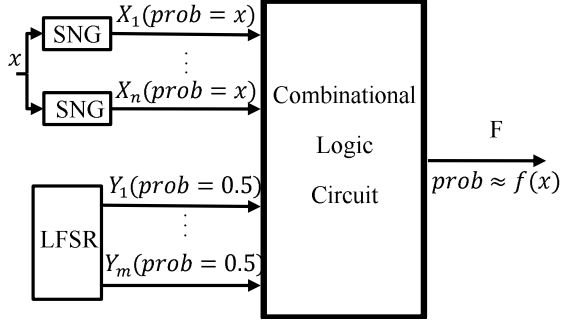 x
SNG
X₁(prob = x)
⋮
SNG
Xₙ(prob = x)
LFSR
Y₁(prob = 0.5)
⋮
Yₘ(prob = 0.5)
Combinational
Logic
Circuit
F
prob ≈ f(x)